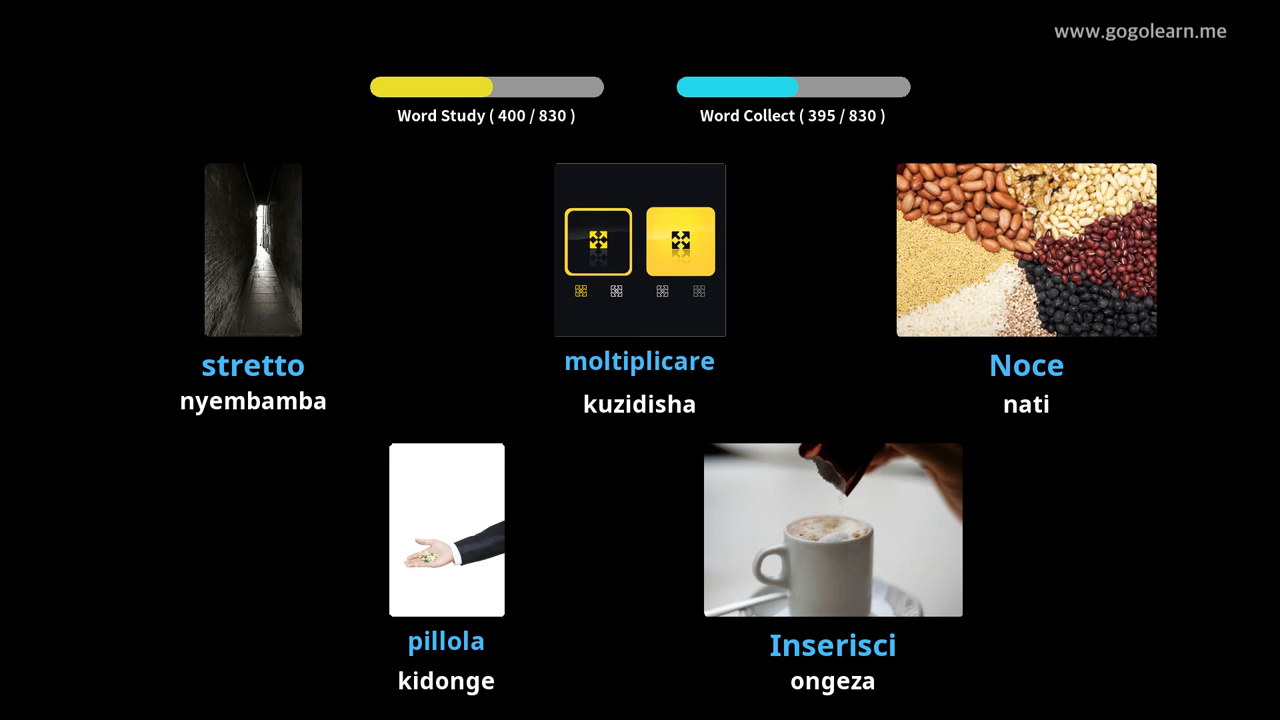 www.gogolearn.me
Word Study ( 400 / 830 )
Word Collect ( 395 / 830 )
stretto
nyembamba
moltiplicare
kuzidisha
Noce
nati
pillola
kidonge
Inserisci
ongeza